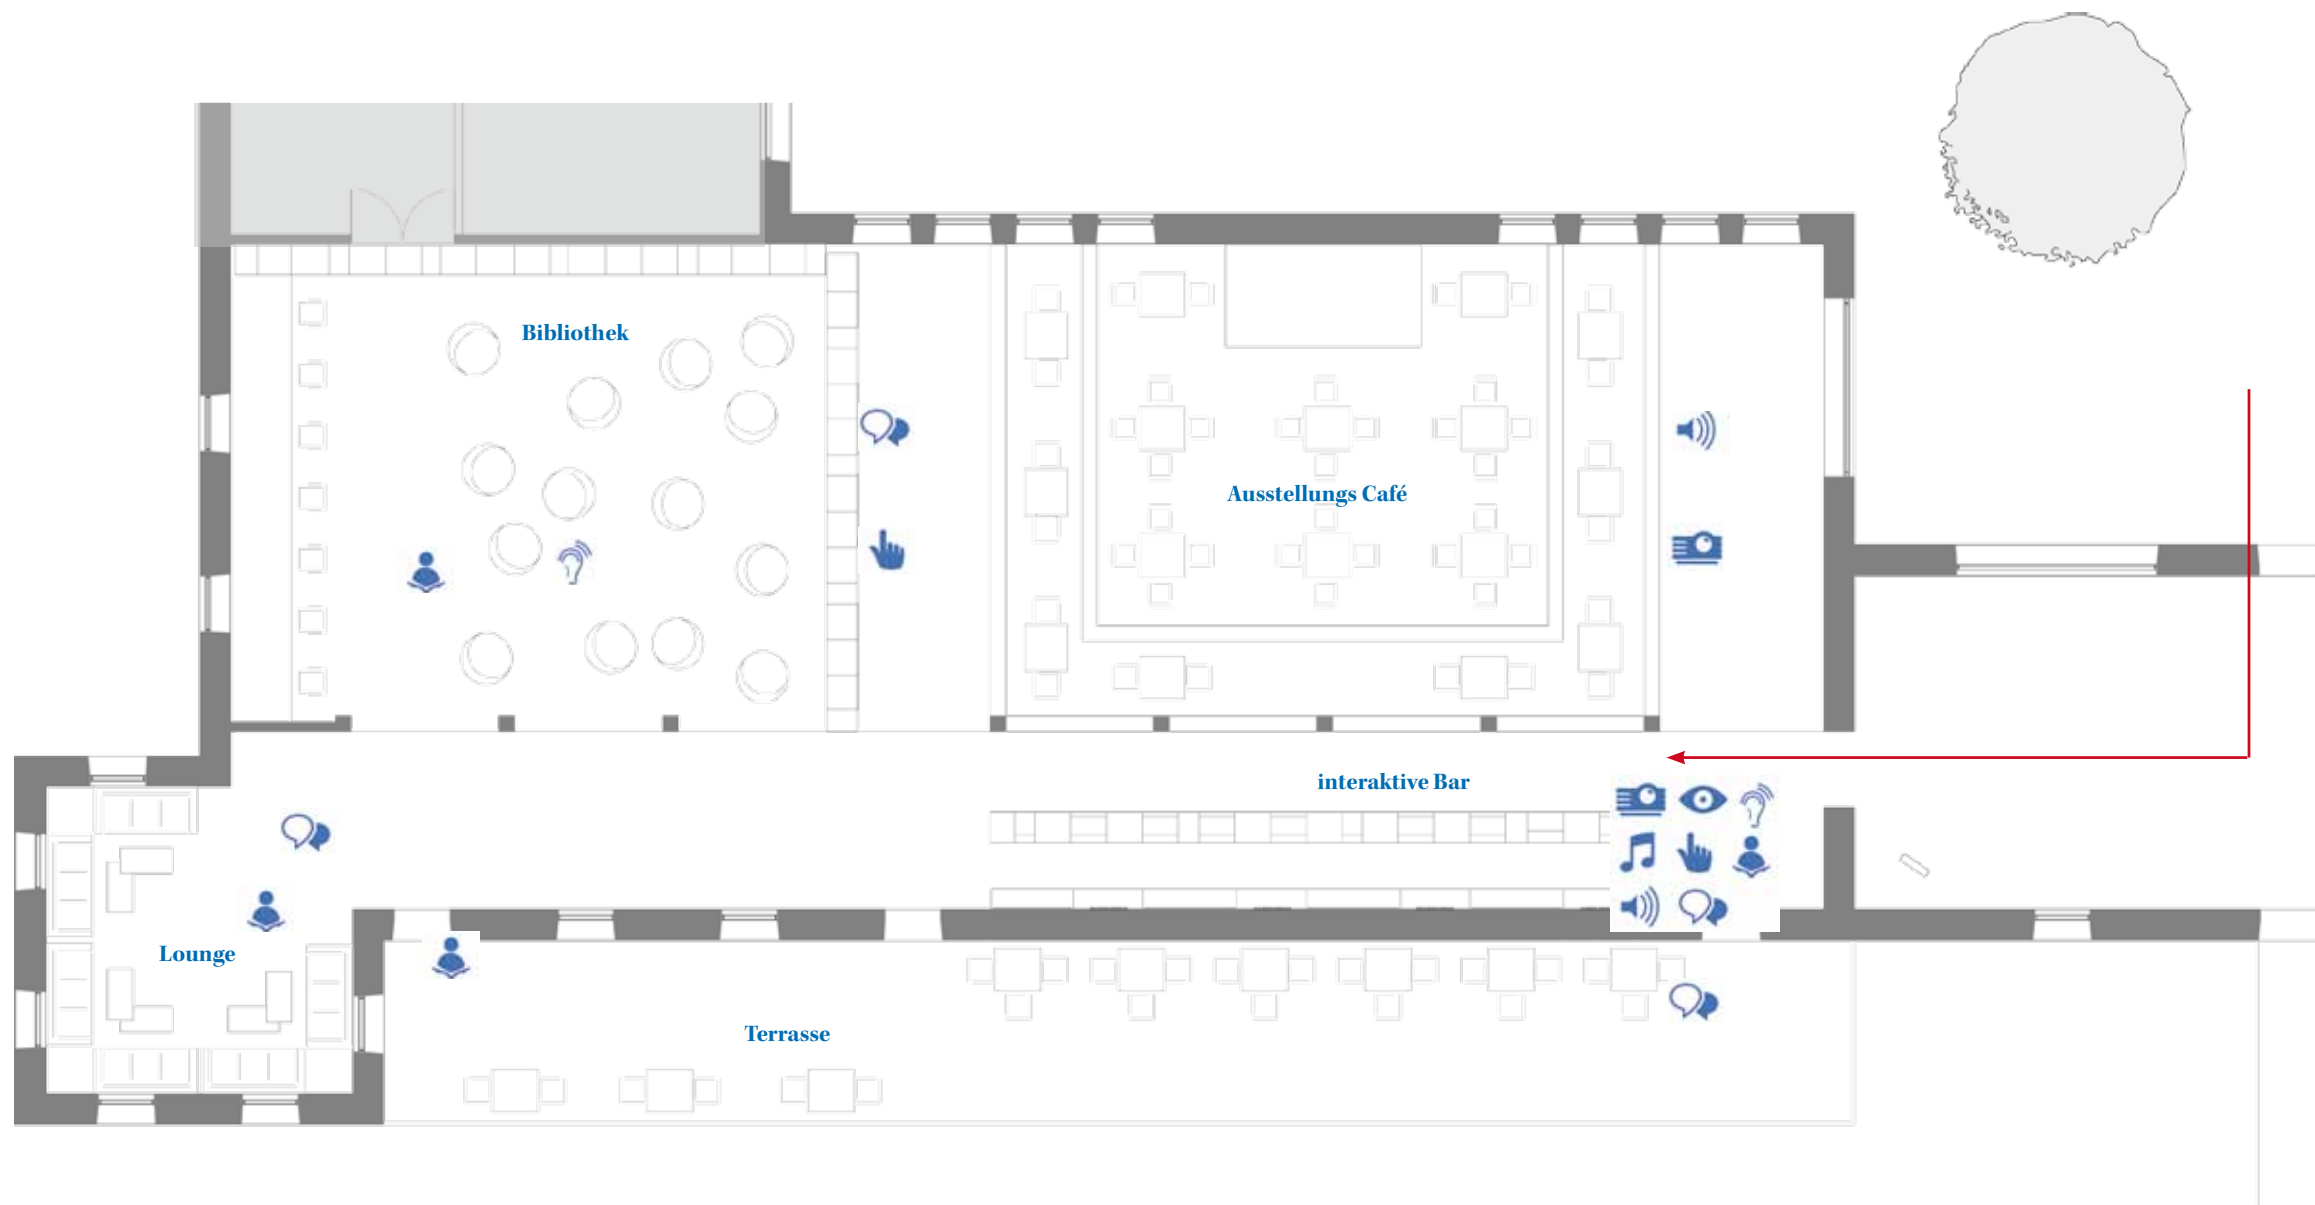 Bibliothek
Ausstellungs Café
interaktive Bar
Lounge
Terrasse